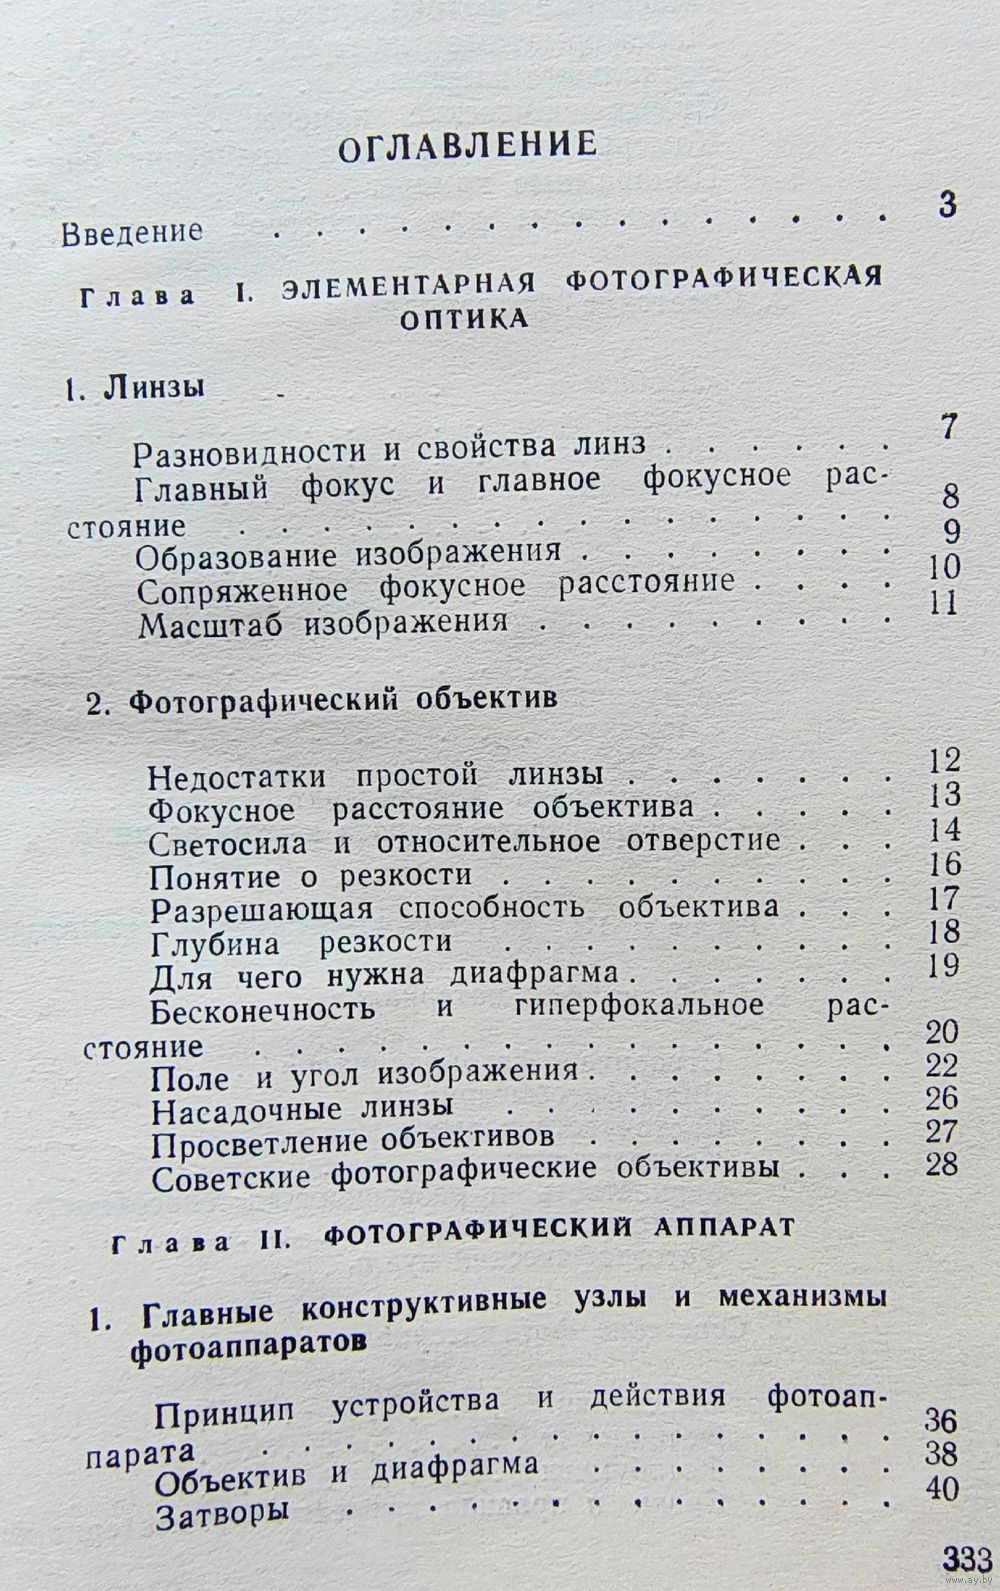 ОГЛАВЛЕНИЕ
Введение . . . . . . . . . . . . . . . 3
Глава I. ЭЛЕМЕНТАРНАЯ ФОТОГРАФИЧЕСКАЯ
ОПТИКА
1. Линзы
Разновидности и свойства линз . . . . . . 7
Главный фокус и главное фокусное рас-
стояние . . . . . . . . . . . . . . . . 8
Образование изображения . . . . . . . . 9
Сопряженное фокусное расстояние . . . . 10
Масштаб изображения . . . . . . . . . 11
2. Фотографический объектив
Недостатки простой линзы . . . . . . . 12
Фокусное расстояние объектива . . . . . 13
Светосила и относительное отверстие . . . 14
Понятие о резкости . . . . . . . . . . 16
Разрешающая способность объектива . . . 17
Глубина резкости . . . . . . . . . . 18
Для чего нужна диафрагма . . . . . . . 19
Бесконечность и гиперфокальное рас-
стояние . . . . . . . . . . . . . . . . 20
Поле и угол изображения . . . . . . . . 22
Насадочные линзы . . . . . . . . . . 26
Просветление объективов . . . . . . . . 27
Советские фотографические объективы . . . 28
Глава II. ФОТОГРАФИЧЕСКИЙ АППАРАТ
1. Главные конструктивные узлы и механизмы
фотоаппаратов
Принцип устройства и действия фотоап-
парата . . . . . . . . . . . . . . . . 36
Объектив и диафрагма . . . . . . . . 38
Затворы . . . . . . . . . . . . . . 40
333
www.ay.by